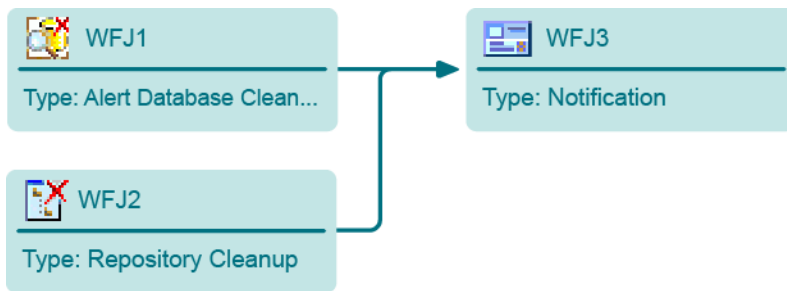 WFJ1
Type: Alert Database Clean...
WFJ3
Type: Notification
WFJ2
Type: Repository Cleanup